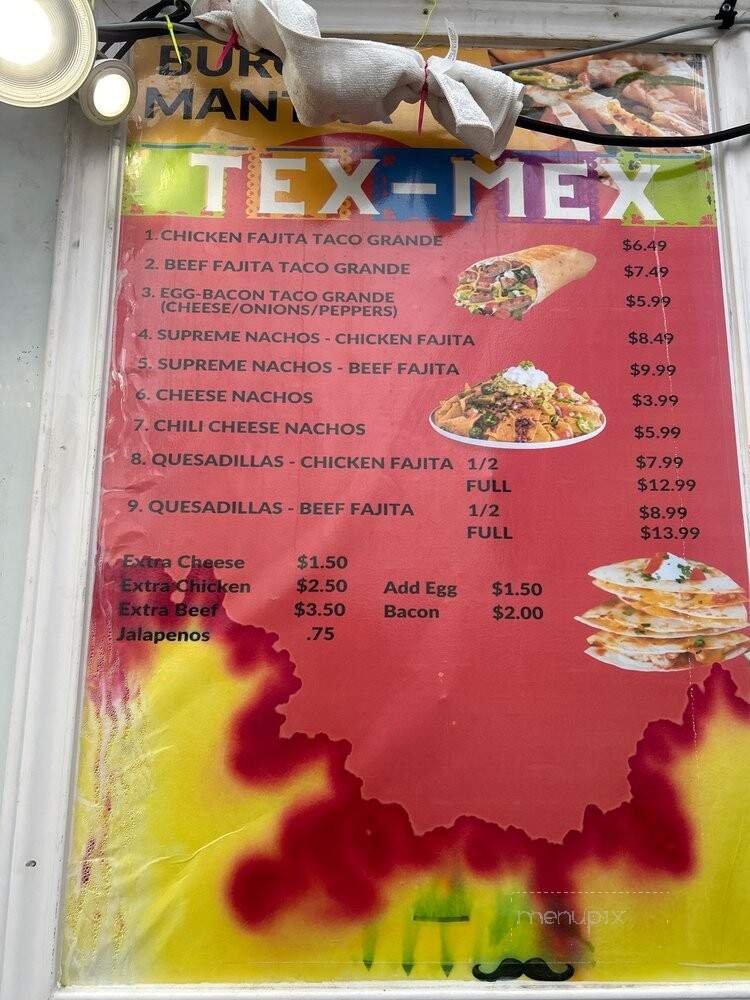 TEX-MEX
1. CHICKEN FAJITA TACO GRANDE $6.49
2. BEEF FAJITA TACO GRANDE $7.49
3. EGG-BACON TACO GRANDE $5.99
(CHEESE/ONIONS/PEPPERS)
4. SUPREME NACHOS - CHICKEN FAJITA $8.49
5. SUPREME NACHOS - BEEF FAJITA $9.99
6. CHEESE NACHOS $3.99
7. CHILI CHEESE NACHOS $5.99
8. QUESADILLAS - CHICKEN FAJITA 1/2 $7.99
FULL $12.99
9. QUESADILLAS - BEEF FAJITA 1/2 $8.99
FULL $13.99
Extra Cheese $1.50
Extra Chicken $2.50 Add Egg $1.50
Extra Beef $3.50 Bacon $2.00
Jalapenos .75
menupix